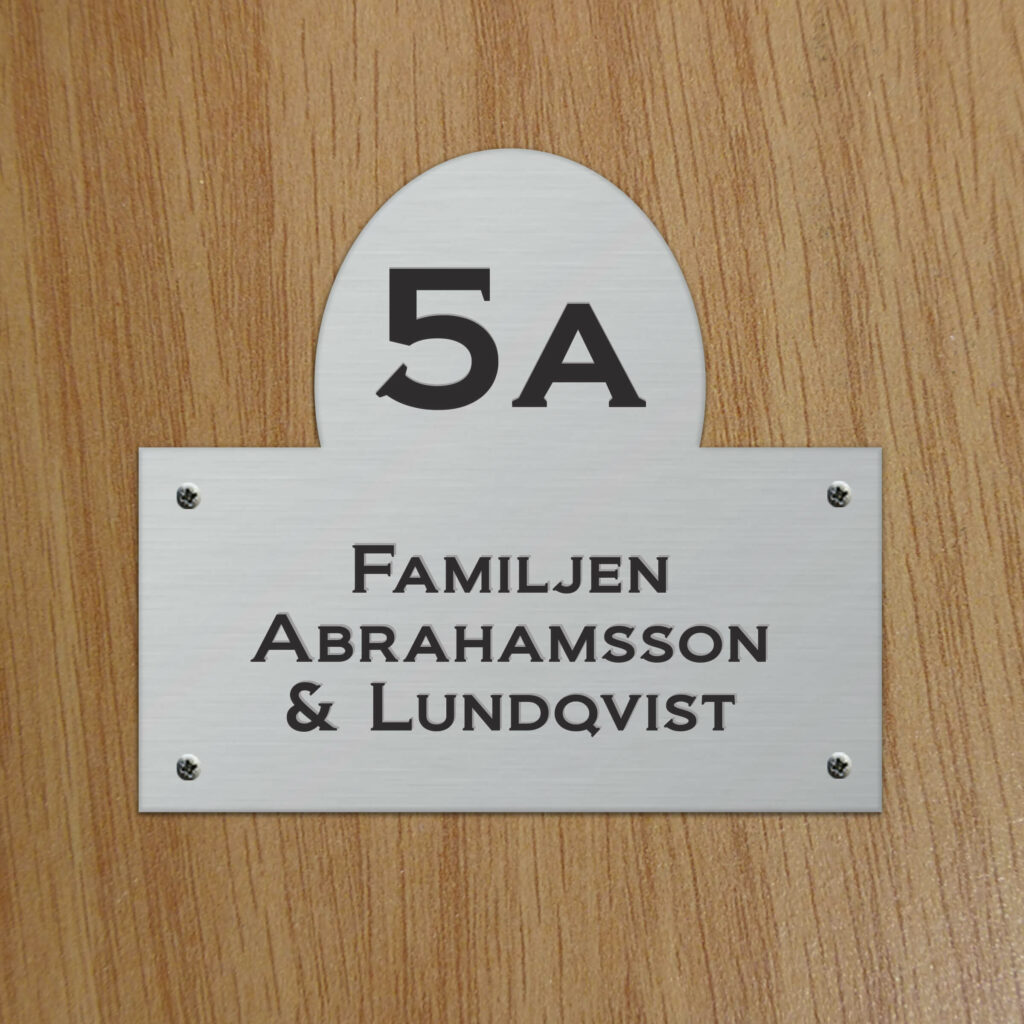 5A
Familjen
Abrahamsson
& Lundqvist